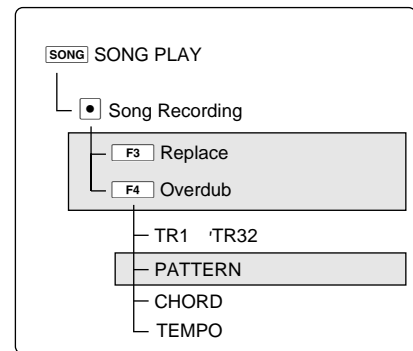 SONG SONG PLAY
● Song Recording
F3 Replace
F4 Overdub
TR1 'TR32
PATTERN
CHORD
TEMPO